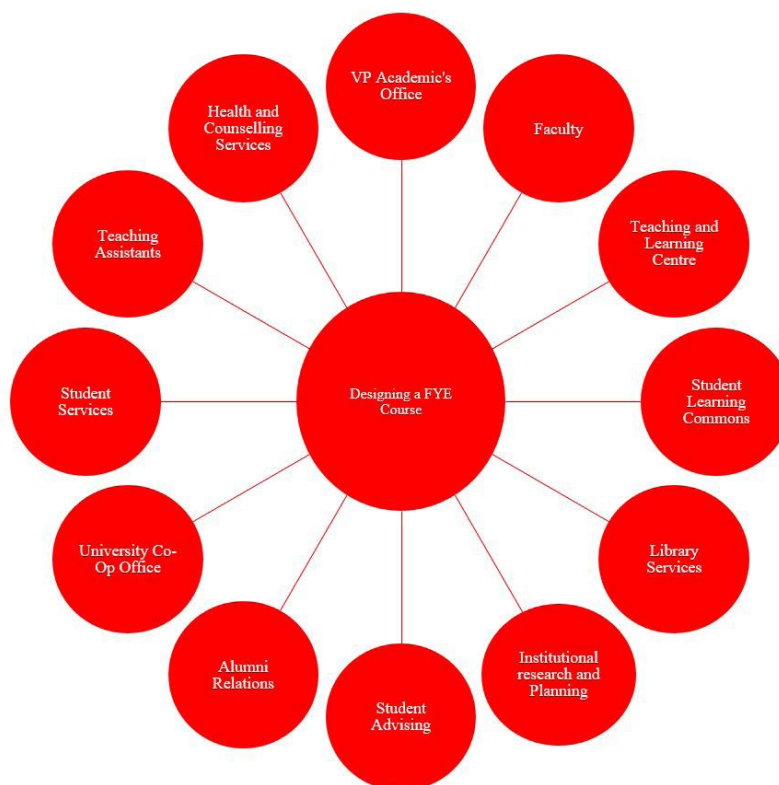 VP Academic's
Office
Faculty
Teaching and
Learning
Centre
Student
Learning
Commons
Library
Services
Institutional
research and
Planning
Student
Advising
Alumni
Relations
University Co-
Op Office
Student
Services
Teaching
Assistants
Health and
Counselling
Services
Designing a FYE
Course